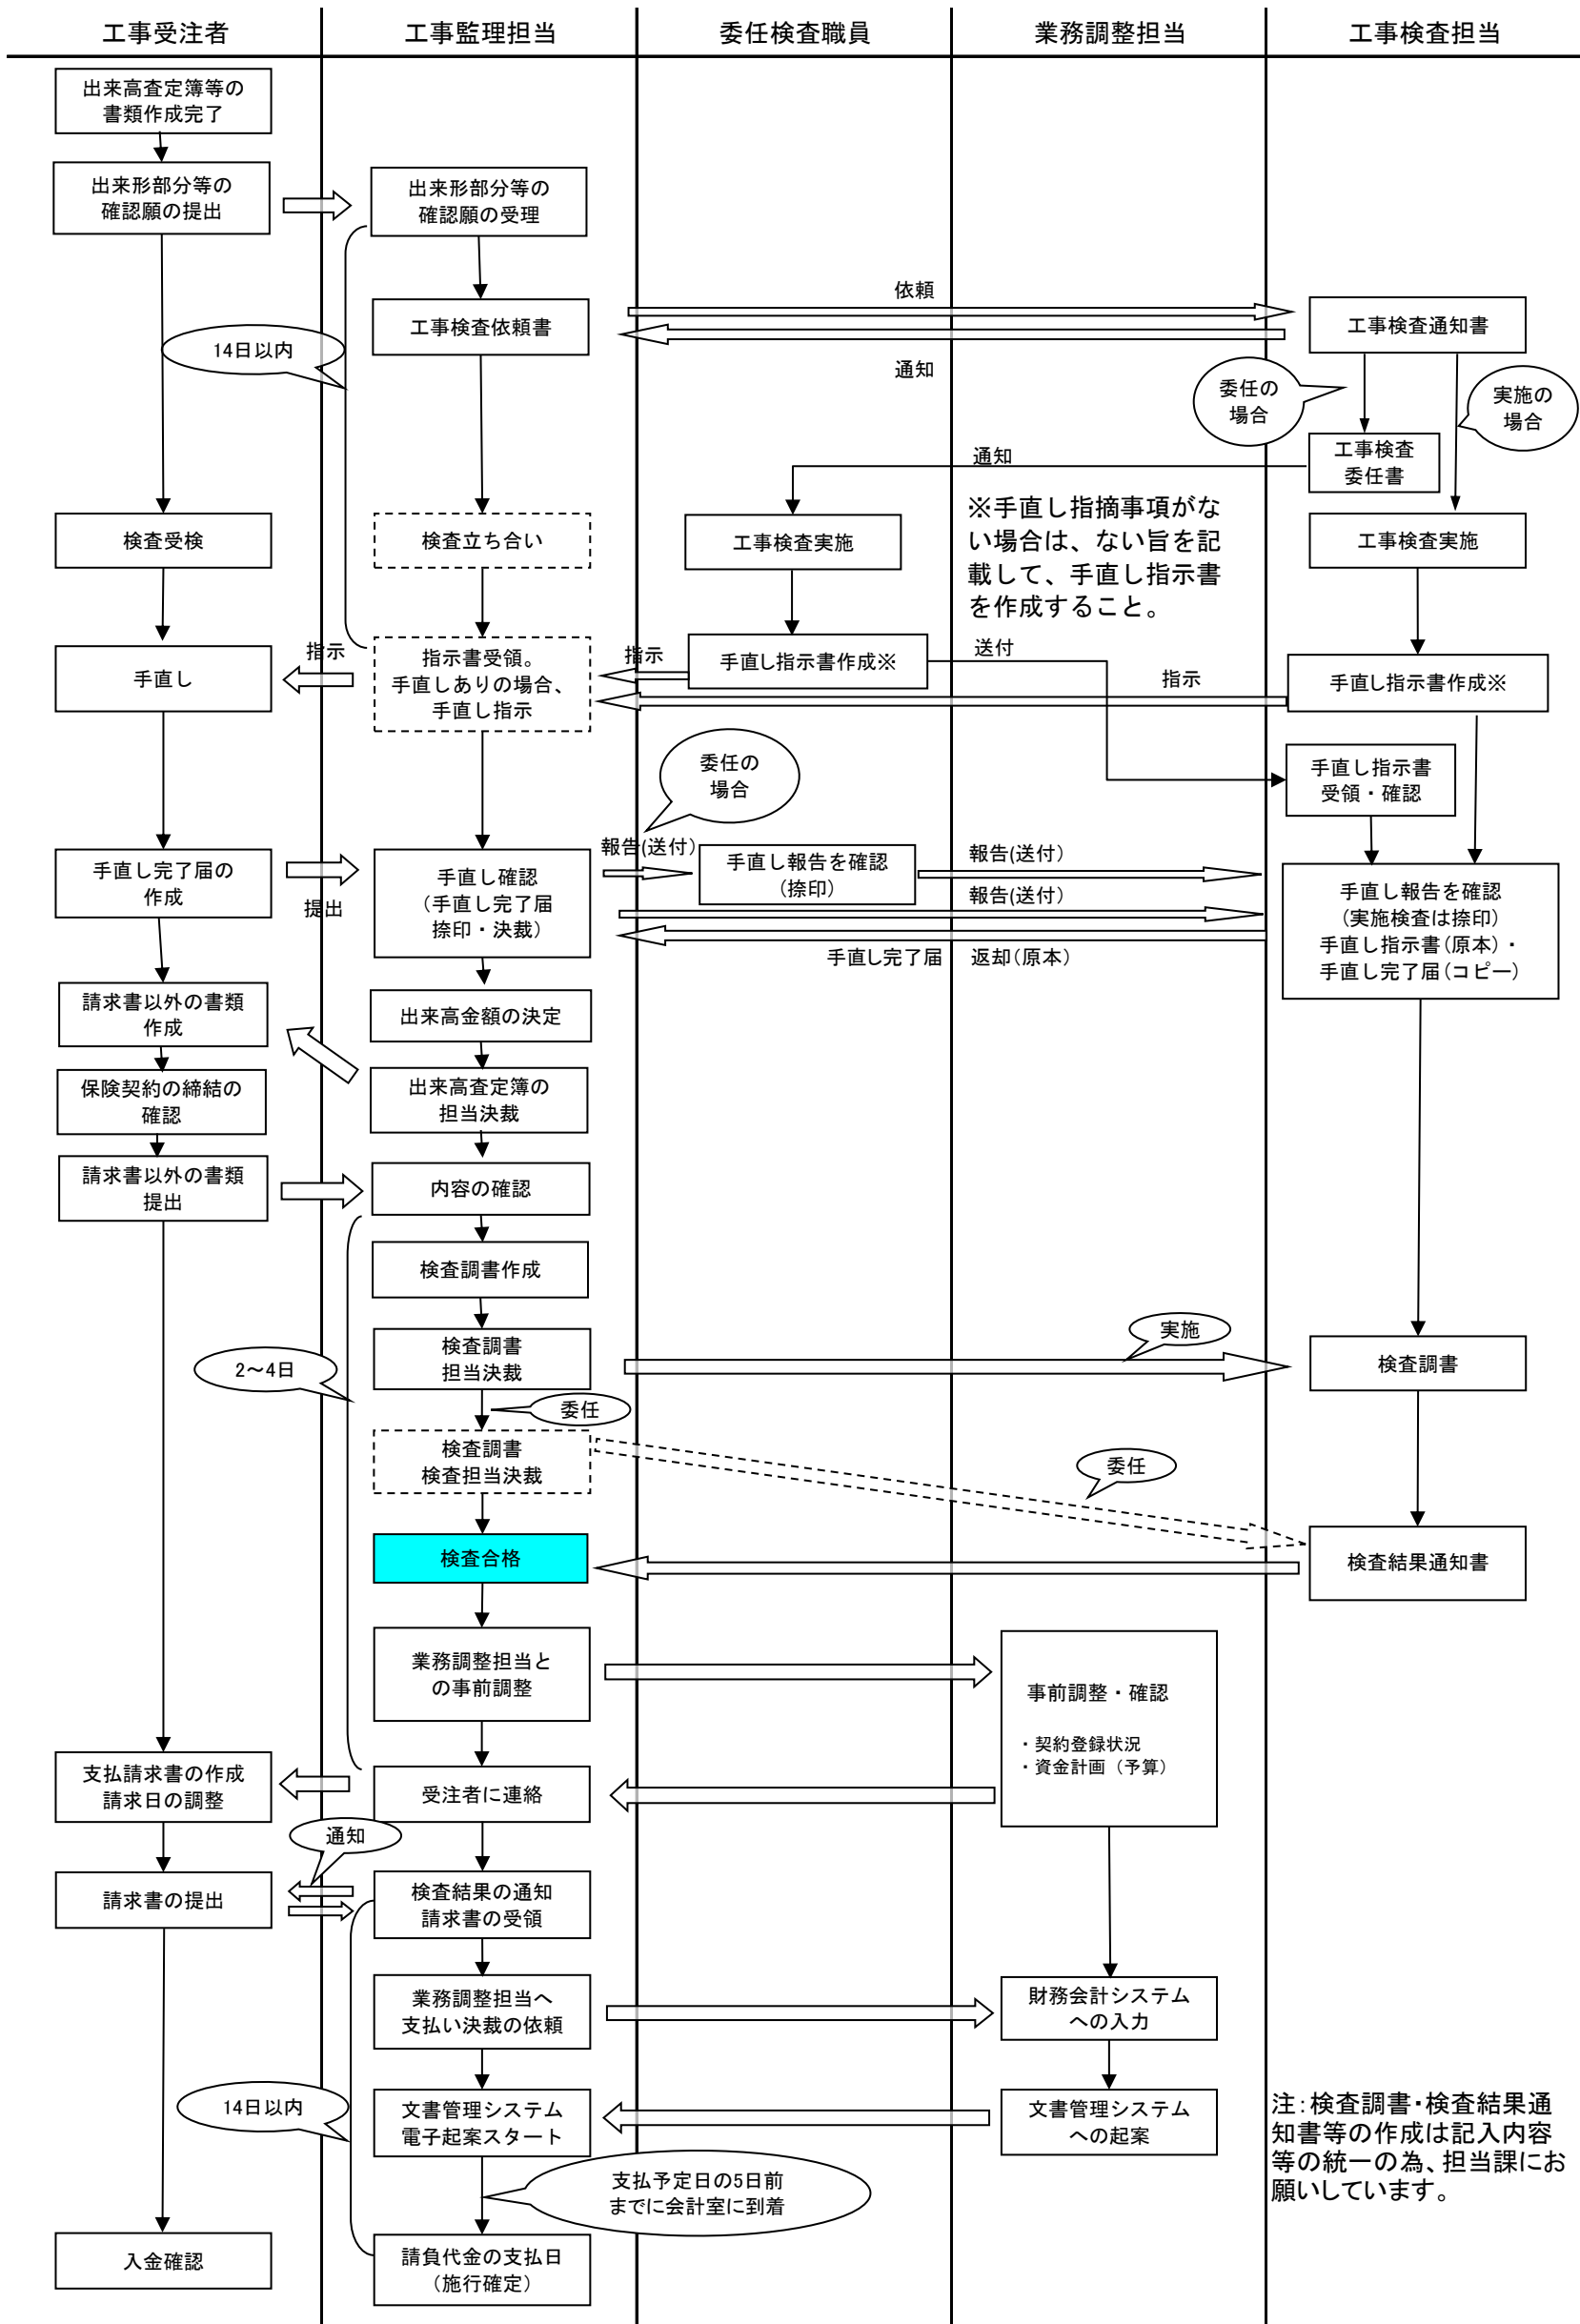 工事受注者
工事監理担当
委任検査職員
業務調整担当
工事検査担当
出来高査定簿等の
書類作成完了
出来形部分等の
確認願の提出
出来形部分等の
確認願の受理
工事検査依頼書
依頼
通知
工事検査通知書
14日以内
委任の
場合
実施の
場合
工事検査
委任書
通知
検査受検
検査立ち合い
工事検査実施
※手直し指摘事項がな
い場合は、ない旨を記
載して、手直し指示書
を作成すること。
工事検査実施
手直し
指示
指示書受領。
手直しありの場合、
手直し指示
指示
手直し指示書作成※
送付
指示
手直し指示書作成※
委任の
場合
手直し指示書
受領・確認
手直し完了届の
作成
提出
手直し確認
（手直し完了届
捺印・決裁）
報告(送付）
手直し報告を確認
（捺印）
報告(送付）
報告(送付）
手直し完了届　返却（原本）
手直し報告を確認
（実施検査は捺印）
手直し指示書（原本）・
手直し完了届（コピー）
請求書以外の書類
作成
出来高金額の決定
保険契約の締結の
確認
出来高査定簿の
担当決裁
請求書以外の書類
提出
内容の確認
検査調書作成
検査調書
担当決裁
実施
検査調書
2～4日
委任
検査調書
検査担当決裁
委任
検査合格
検査結果通知書
業務調整担当と
の事前調整
事前調整・確認
・契約登録状況
・資金計画（予算）
支払請求書の作成
請求日の調整
受注者に連絡
通知
請求書の提出
検査結果の通知
請求書の受領
業務調整担当へ
支払い決裁の依頼
財務会計システム
への入力
14日以内
文書管理システム
電子起案スタート
文書管理システム
への起案
注：検査調書・検査結果通
知書等の作成は記入内容
等の統一の為、担当課にお
願いしています。
支払予定日の5日前
までに会計室に到着
入金確認
請負代金の支払日
（施行確定）